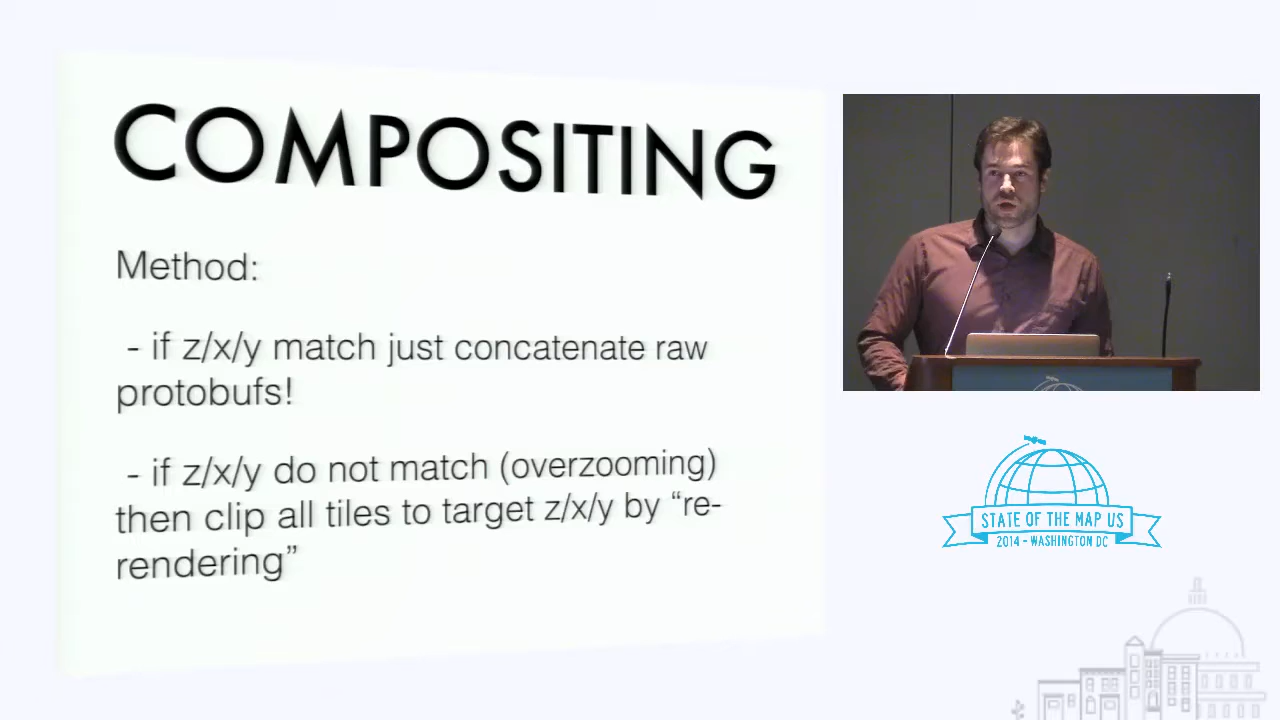 COMPOSITING
Method:
- if z/x/y match just concatenate raw
protobufs!
- if z/x/y do not match (overzooming)
then clip all tiles to target z/x/y by “re-
rendering”
STATE OF THE MAP US
2014 - WASHINGTON DC